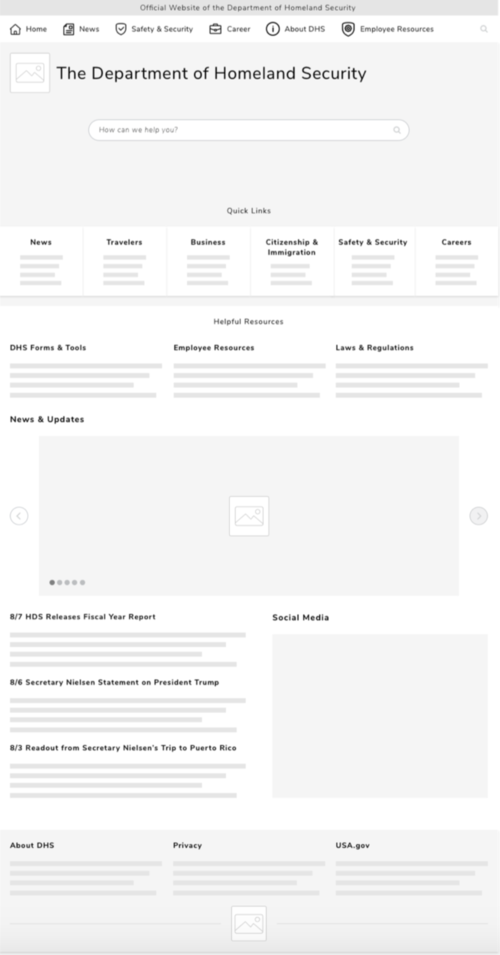 Official Website of the Department of Homeland Security
Home News Safety & Security Career About DHS Employee Resources
The Department of Homeland Security
How can we help you?
Quick Links
News
Travelers
Business
Citizenship &
Immigration
Safety & Security
Careers
Helpful Resources
DHS Forms & Tools
Employee Resources
Laws & Regulations
News & Updates
8/7 HDS Releases Fiscal Year Report
8/6 Secretary Nielsen Statement on President Trump
8/3 Readout from Secretary Nielsen's Trip to Puerto Rico
Social Media
About DHS
Privacy
USA.gov